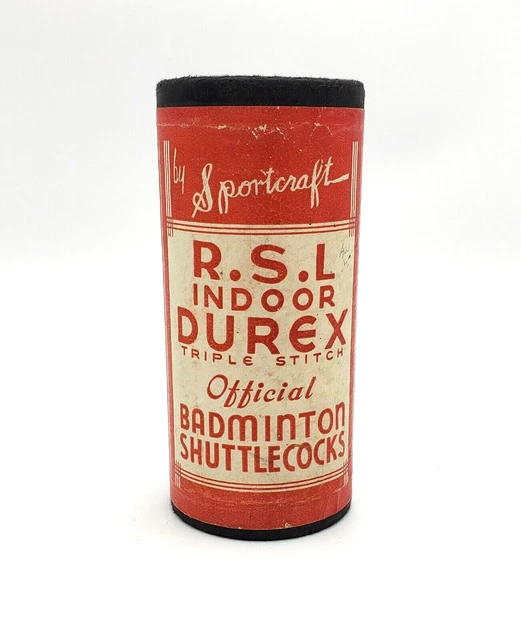 by Sportcraft
R.S.L
INDOOR
DUREX
TRIPLE STITCH
Official
BADMINTON
SHUTTLECOCKS